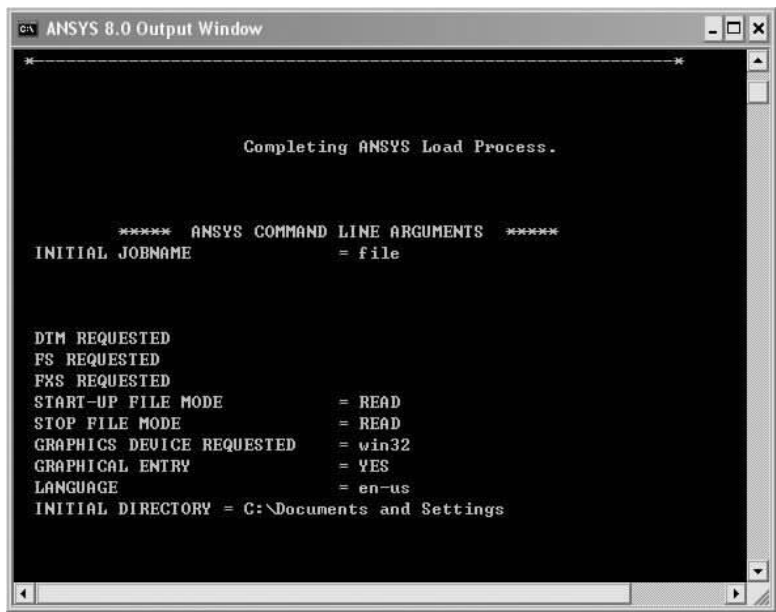 ANSYS 8.0 Output Window
*------------------------------------------------------------*
Completing ANSYS Load Process.
***** ANSYS COMMAND LINE ARGUMENTS *****
INITIAL JOBNAME = file
DTM REQUESTED
FS REQUESTED
FXS REQUESTED
START-UP FILE MODE = READ
STOP FILE MODE = READ
GRAPHICS DEVICE REQUESTED = win32
GRAPHICAL ENTRY = YES
LANGUAGE = en-us
INITIAL DIRECTORY = C:\Documents and Settings